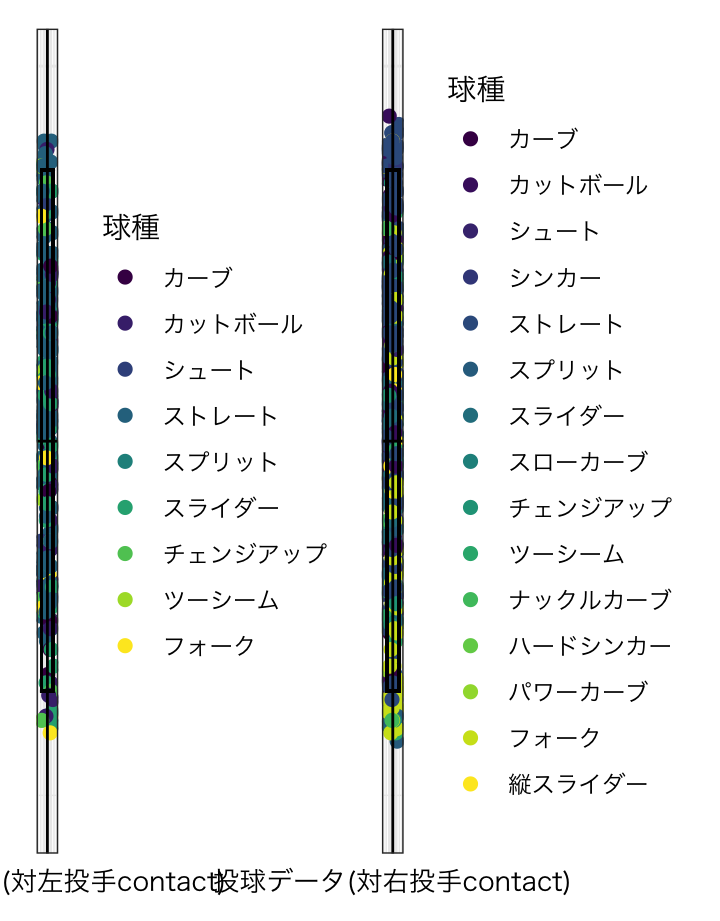 球種
カーブ
カットボール
シュート
ストレート
スプリット
スライダー
チェンジアップ
ツーシーム
フォーク
球種
カーブ
カットボール
シュート
シンカー
ストレート
スプリット
スライダー
スローカーブ
チェンジアップ
ツーシーム
ナックルカーブ
ハードシンカー
パワーカーブ
フォーク
縦スライダー
(対左投手contact)
投球データ(対右投手contact)